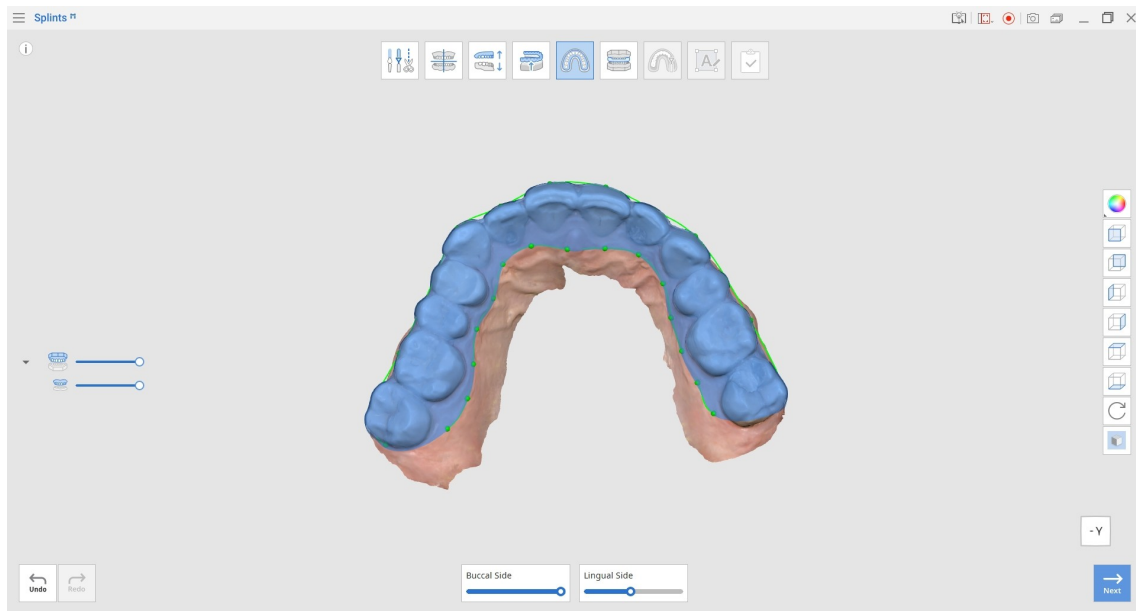 Splints
A
- Y
Buccal Side
Lingual Side
Undo
Redo
Next